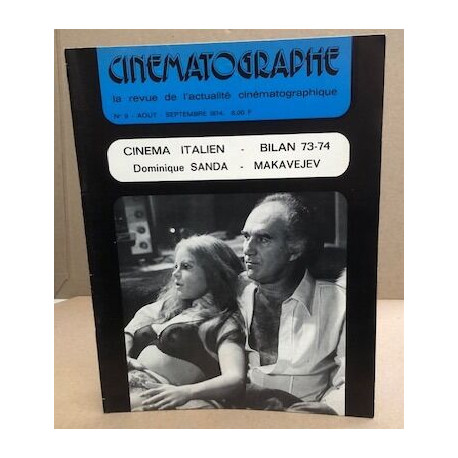 CINEMATOGRAPHE
la revue de l'actualité cinématographique
N° 9 - AOUT SEPTEMBRE 1974. 6,00 F
CINEMA ITALIEN - BILAN 73-74
Dominique SANDA - MAKAVEJEV